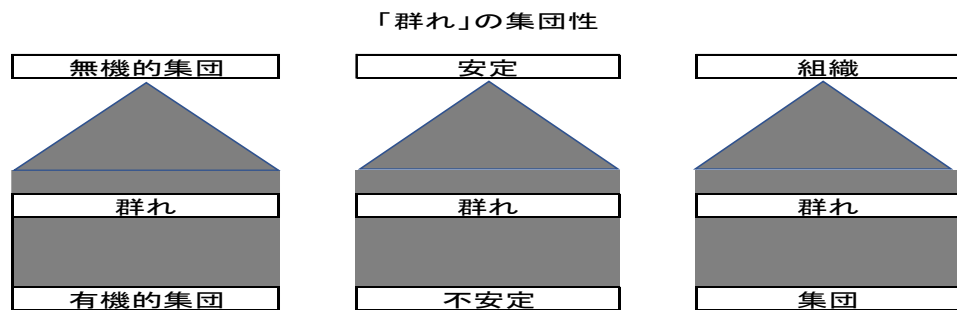 「群れ」の集団性
無機的集団 安定 組織
群れ 群れ 群れ
有機的集団 不安定 集団